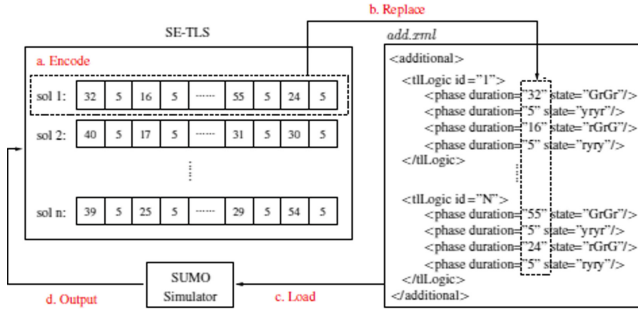 b. Replace
SE-TLS
add.xml
a. Encode
sol 1: 32 5 16 5 ...... 55 5 24 5
sol 2: 40 5 17 5 ...... 31 5 30 5
sol n: 39 5 25 5 ...... 29 5 54 5
<additional>
<tlLogic id="1">
<phase duration="32" state="GrGr"/>
<phase duration="5" state="yryr"/>
<phase duration="16" state="rGrG"/>
<phase duration="5" state="ryry"/>
</tlLogic>
<tlLogic id="N">
<phase duration="55" state="GrGr"/>
<phase duration="5" state="yryr"/>
<phase duration="24" state="rGrG"/>
<phase duration="5" state="ryry"/>
</tlLogic>
</additional>
SUMO
Simulator
d. Output
c. Load